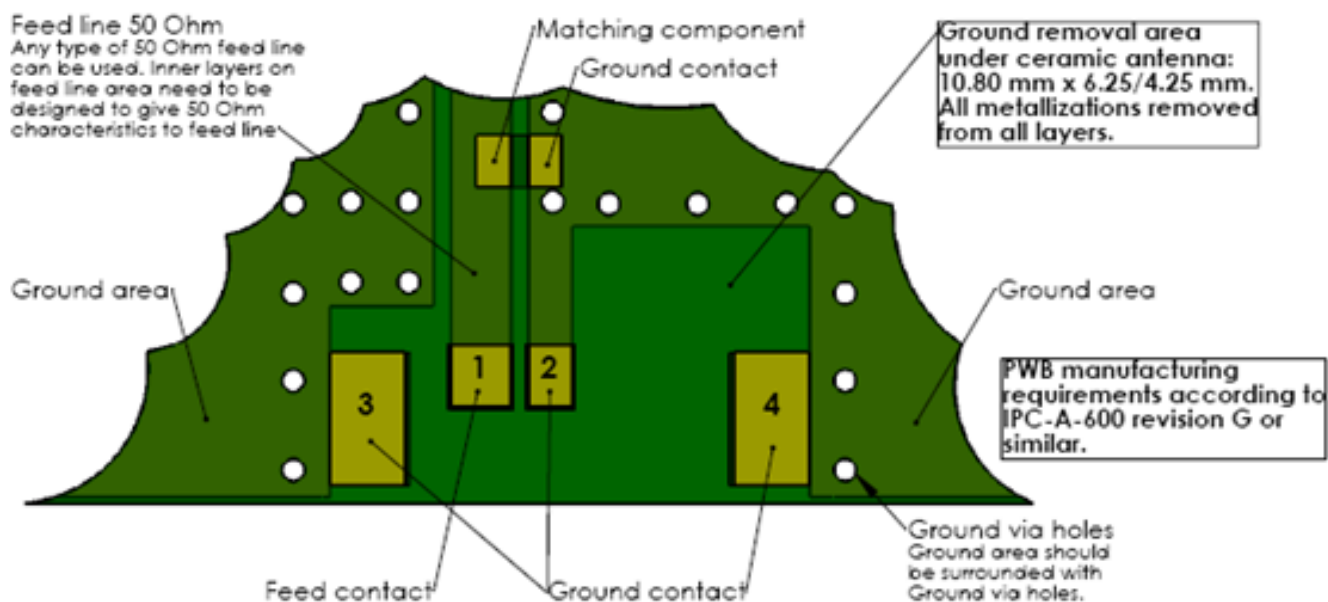 Feed line 50 Ohm
Any type of 50 Ohm feed line
can be used. Inner layers on
feed line area need to be
designed to give 50 Ohm
characteristics to feed line
Matching component
Ground contact
Ground removal area
under ceramic antenna:
10.80 mm x 6.25/4.25 mm.
All metallizations removed
from all layers.
Ground area
Ground area
1
2
3
4
PWB manufacturing
requirements according to
IPC-A-600 revision G or
similar.
Feed contact
Ground contact
Ground via holes
Ground area should
be surrounded with
Ground via holes.